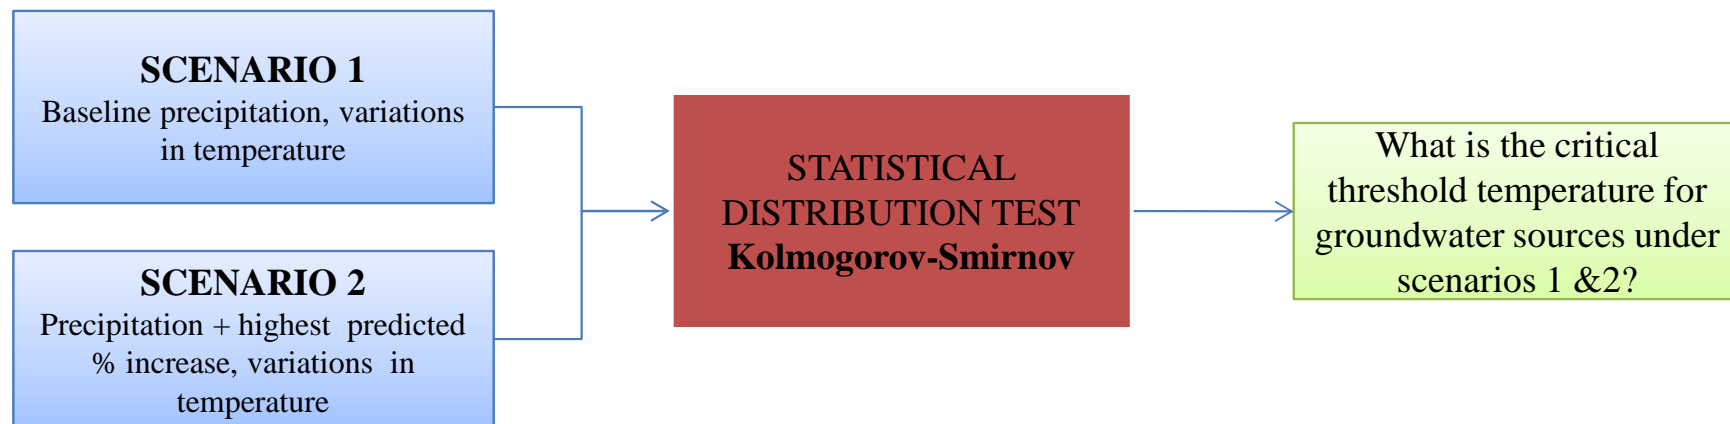 SCENARIO 1
Baseline precipitation, variations
in temperature
SCENARIO 2
Precipitation + highest predicted
% increase, variations in
temperature
STATISTICAL
DISTRIBUTION TEST
Kolmogorov-Smirnov
What is the critical
threshold temperature for
groundwater sources under
scenarios 1 &2?